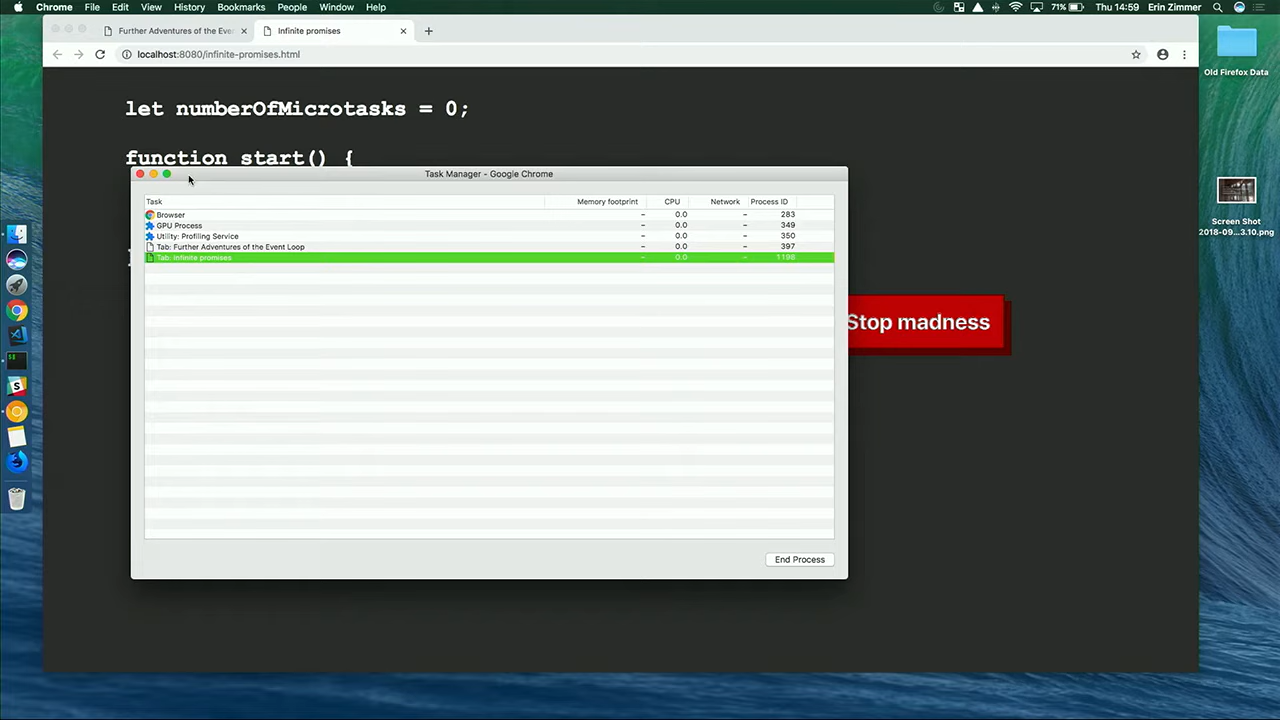 Chrome File Edit View History Bookmarks People Window Help 71% Thu 14:59 Erin Zimmer
Further Adventures of the Eve
Infinite promises
localhost:8080/infinite-promises.html
Old Firefox Data
let numberOfMicrotasks = 0;
function start() {
Task Manager - Google Chrome
Task Memory footprint CPU Network Process ID
Browser – 0.0 – 283
GPU Process – 0.0 – 349
Utility: Profiling Service – 0.0 – 350
Tab: Further Adventures of the Event Loop – 0.0 – 397
Tab: Infinite promises – 0.0 – 1198
Screen Shot
2018-09...3.10.png
Stop madness
End Process